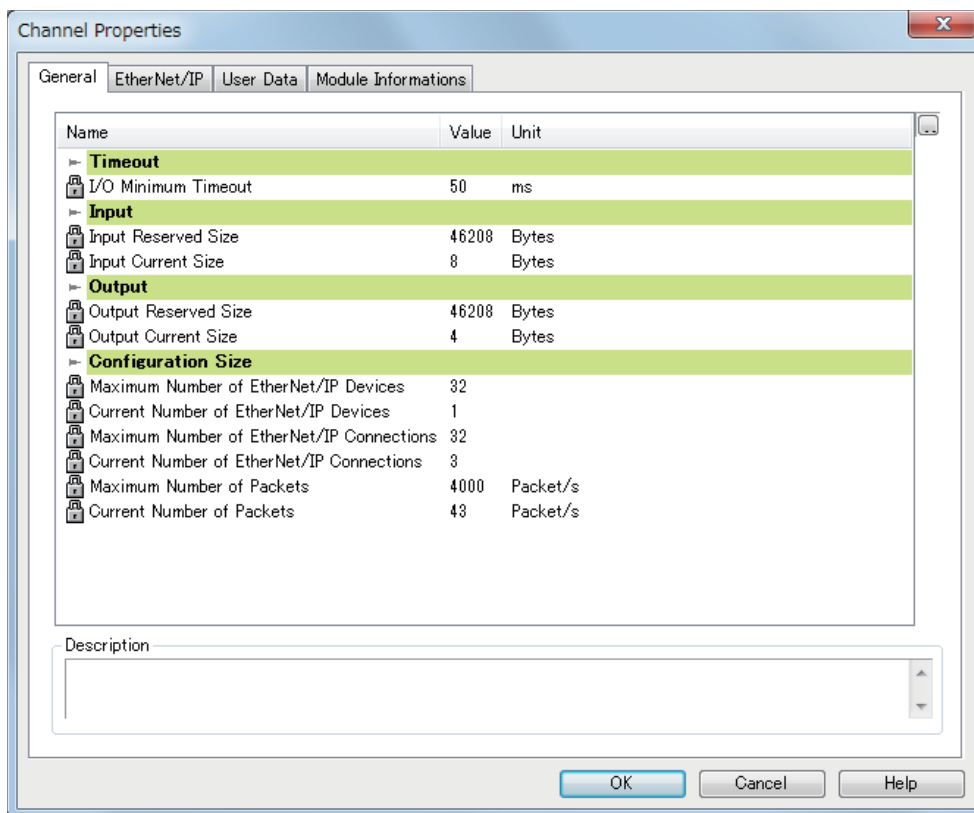 Channel Properties
General EtherNet/IP User Data Module Informations
Name Value Unit
Timeout
I/O Minimum Timeout 50 ms
Input
Input Reserved Size 46208 Bytes
Input Current Size 8 Bytes
Output
Output Reserved Size 46208 Bytes
Output Current Size 4 Bytes
Configuration Size
Maximum Number of EtherNet/IP Devices 32
Current Number of EtherNet/IP Devices 1
Maximum Number of EtherNet/IP Connections 32
Current Number of EtherNet/IP Connections 3
Maximum Number of Packets 4000 Packet/s
Current Number of Packets 43 Packet/s
Description
OK Cancel Help